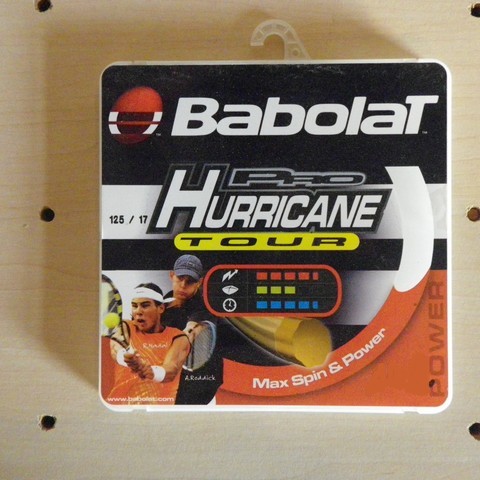 BabolaT
PRO
HURRICANE
TOUR
125 / 17
Max Spin & Power
POWER
R.Nadal
A.Roddick
www.babolat.com